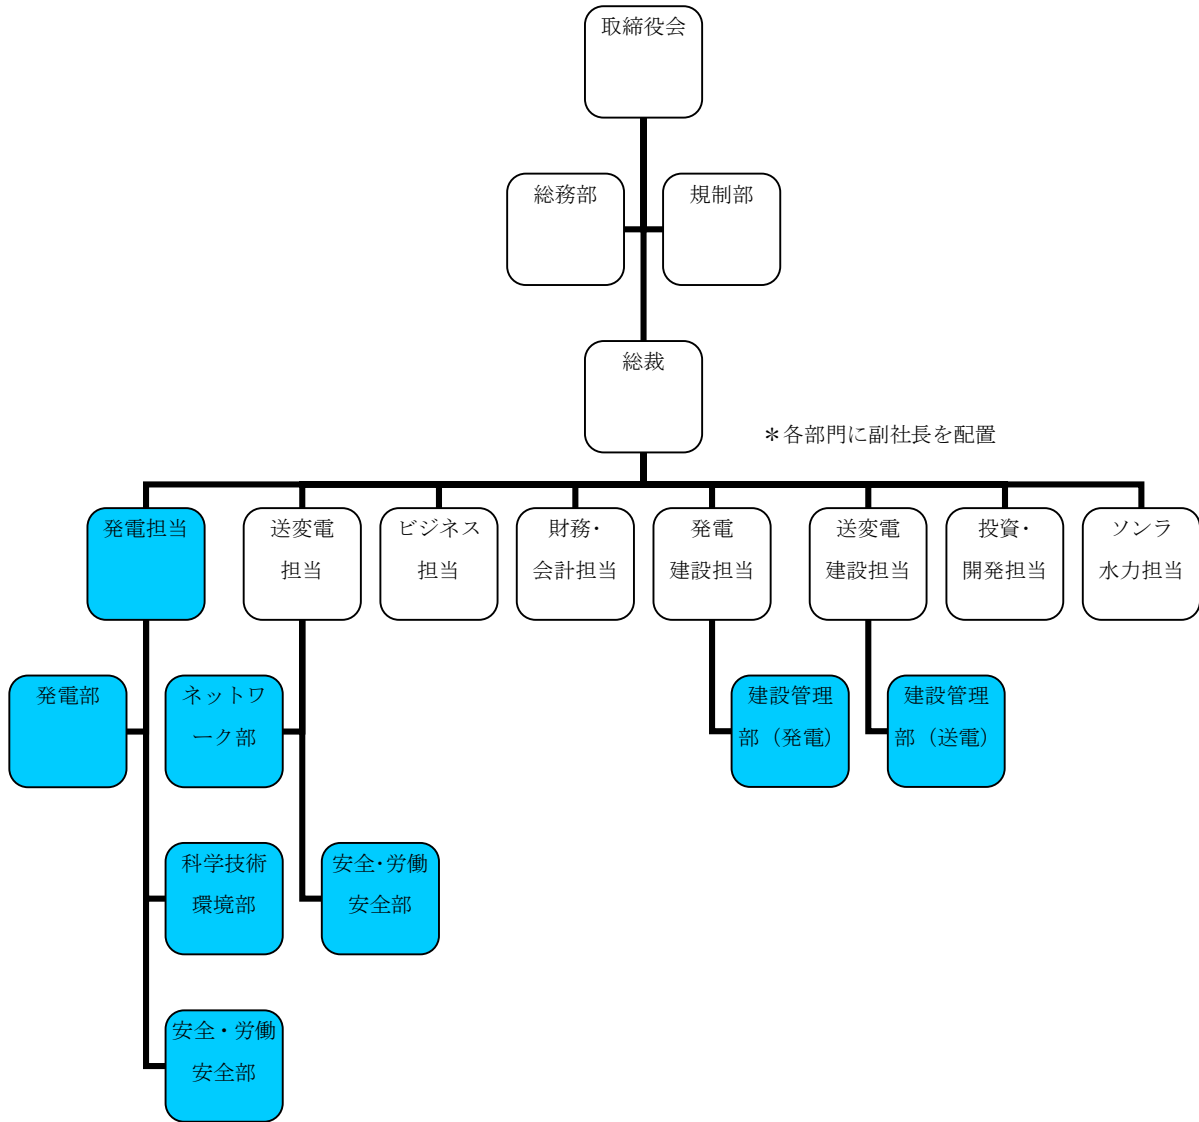 取締役会
総務部
規制部
総裁
＊各部門に副社長を配置
発電担当
送変電
担当
ビジネス
担当
財務・
会計担当
発電
建設担当
送変電
建設担当
投資・
開発担当
ソンラ
水力担当
発電部
ネットワ
ーク部
建設管理
部（発電）
建設管理
部（送電）
科学技術
環境部
安全・労働
安全部
安全・労働
安全部